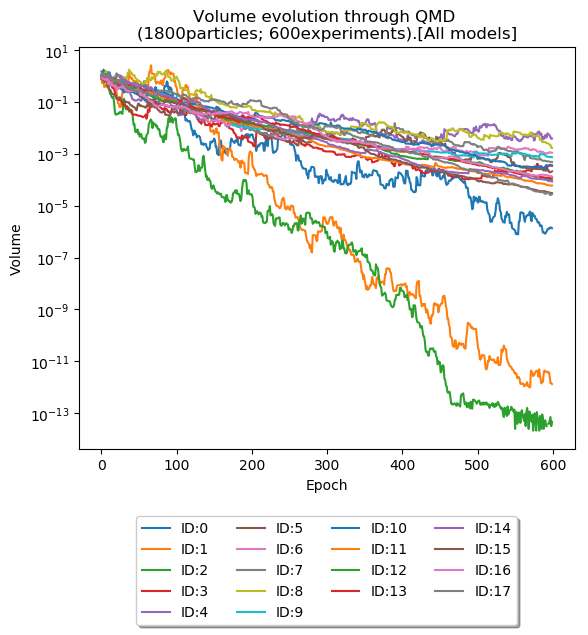 Volume evolution through QMD
(1800particles; 600experiments).[All models]
10^1
10^-1
10^-3
10^-5
10^-7
10^-9
10^-11
10^-13
Volume
0 100 200 300 400 500 600
Epoch
ID:0 ID:5 ID:10 ID:14
ID:1 ID:6 ID:11 ID:15
ID:2 ID:7 ID:12 ID:16
ID:3 ID:8 ID:13 ID:17
ID:4 ID:9